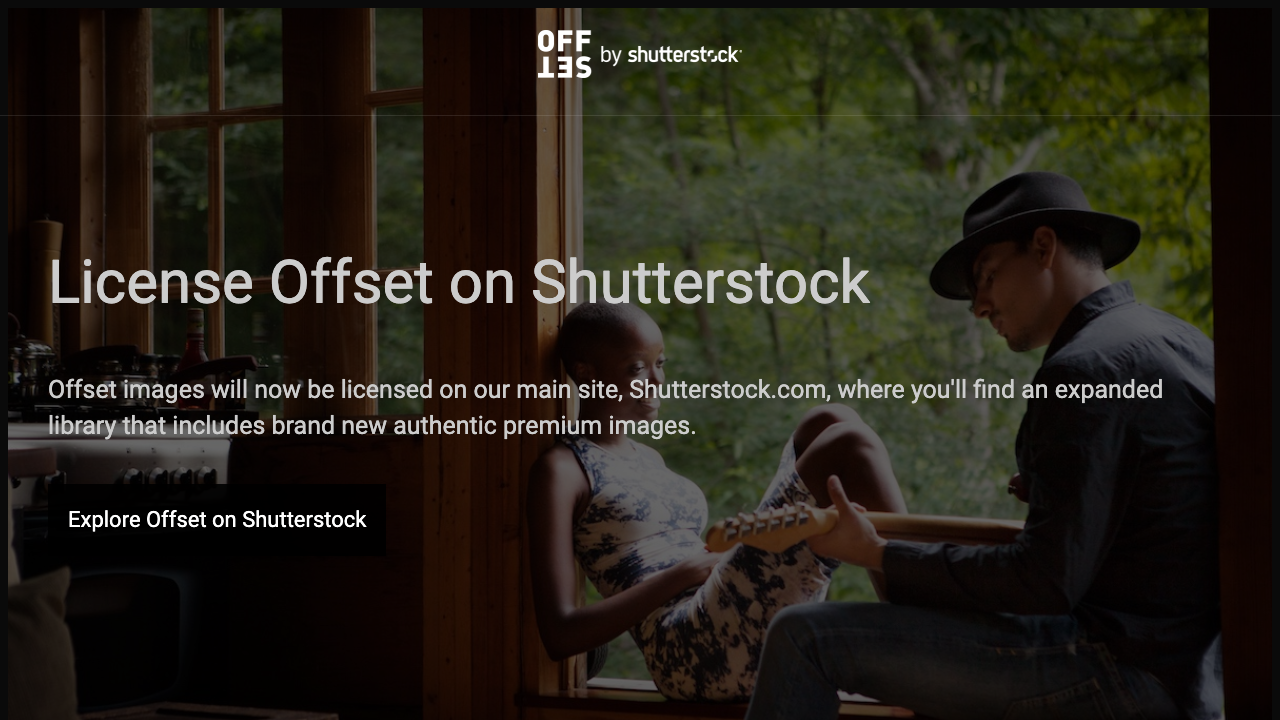 OFF
SET
by shutterstock
License Offset on Shutterstock
Offset images will now be licensed on our main site, Shutterstock.com, where you'll find an expanded
library that includes brand new authentic premium images.
Explore Offset on Shutterstock